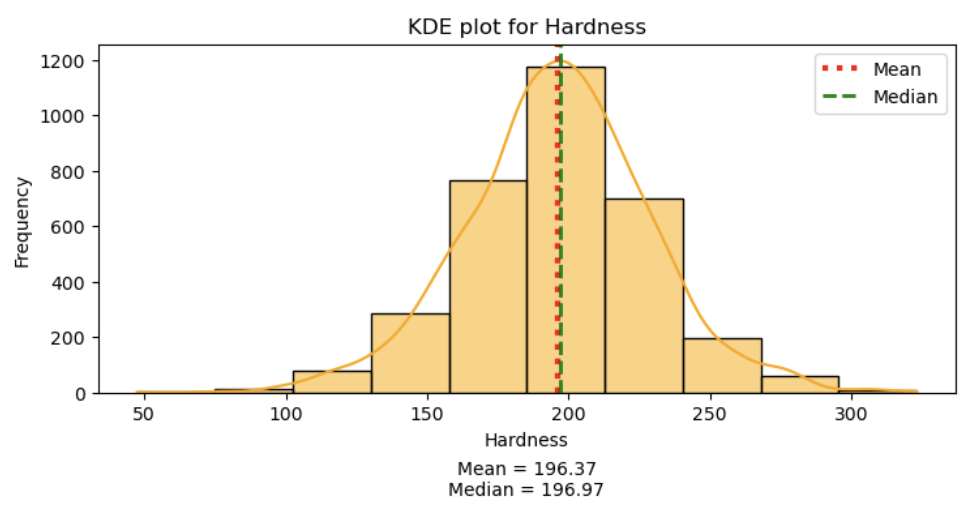 KDE plot for Hardness
Mean
Median
1200
1000
800
600
400
200
0
Frequency
50 100 150 200 250 300
Hardness
Mean = 196.37
Median = 196.97